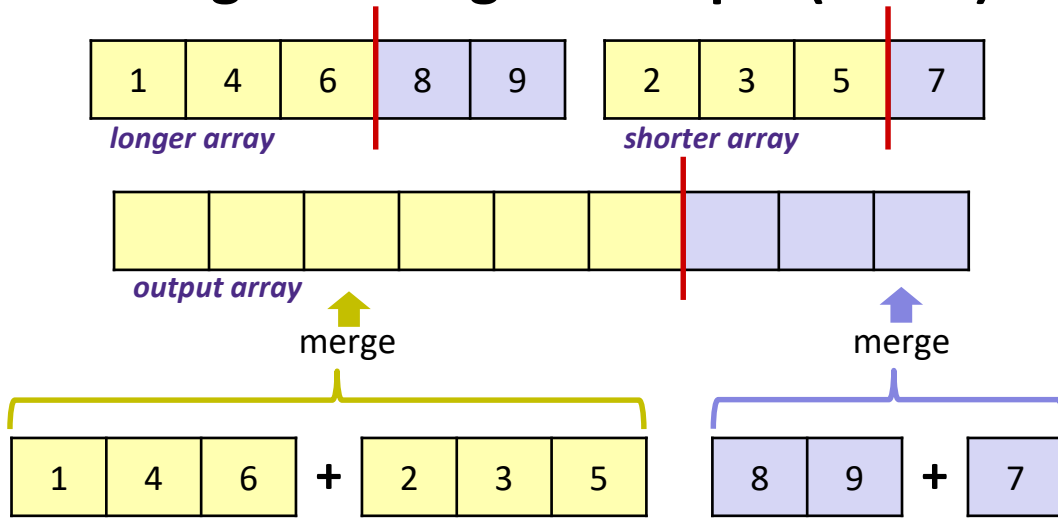 1 4 6 8 9 2 3 5 7
longer array shorter array
output array
merge merge
1 4 6 + 2 3 5 8 9 + 7